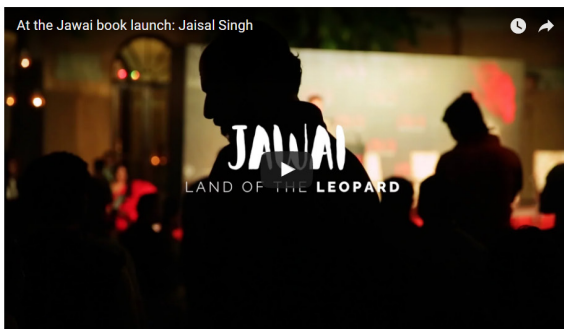 At the Jawai book launch: Jaisal Singh
JAWAI
LAND OF THE LEOPARD